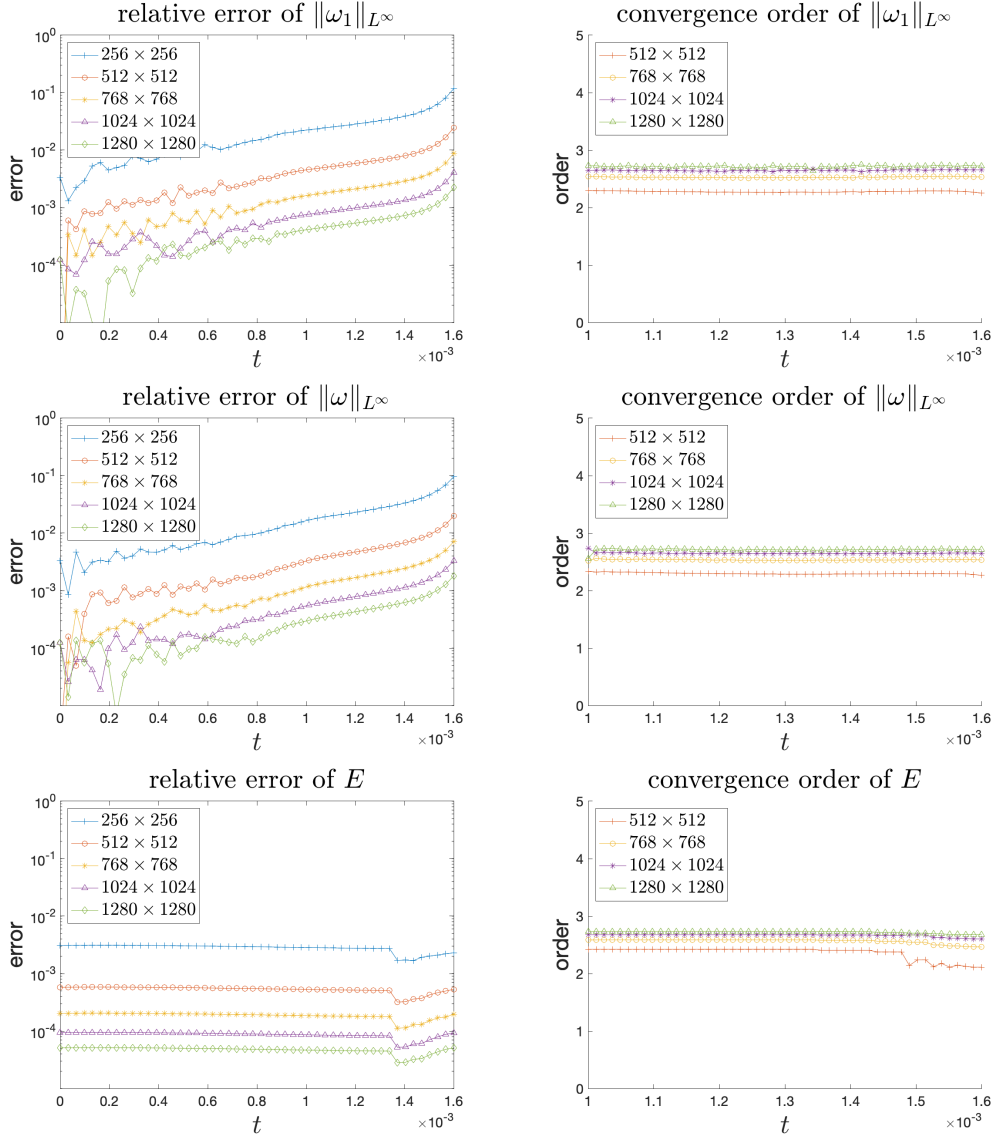 relative error of ‖ω₁‖_{L^∞}
error
10⁰
10⁻¹
10⁻²
10⁻³
10⁻⁴
256 × 256
512 × 512
768 × 768
1024 × 1024
1280 × 1280
0 0.2 0.4 0.6 0.8 1 1.2 1.4 1.6
t
×10⁻³
convergence order of ‖ω₁‖_{L^∞}
order
5
4
3
2
1
0
512 × 512
768 × 768
1024 × 1024
1280 × 1280
1 1.1 1.2 1.3 1.4 1.5 1.6
t
×10⁻³
relative error of ‖ω‖_{L^∞}
error
10⁰
10⁻¹
10⁻²
10⁻³
10⁻⁴
256 × 256
512 × 512
768 × 768
1024 × 1024
1280 × 1280
0 0.2 0.4 0.6 0.8 1 1.2 1.4 1.6
t
×10⁻³
convergence order of ‖ω‖_{L^∞}
order
5
4
3
2
1
0
512 × 512
768 × 768
1024 × 1024
1280 × 1280
1 1.1 1.2 1.3 1.4 1.5 1.6
t
×10⁻³
relative error of E
error
10⁰
10⁻¹
10⁻²
10⁻³
10⁻⁴
256 × 256
512 × 512
768 × 768
1024 × 1024
1280 × 1280
0 0.2 0.4 0.6 0.8 1 1.2 1.4 1.6
t
×10⁻³
convergence order of E
order
5
4
3
2
1
0
512 × 512
768 × 768
1024 × 1024
1280 × 1280
1 1.1 1.2 1.3 1.4 1.5 1.6
t
×10⁻³